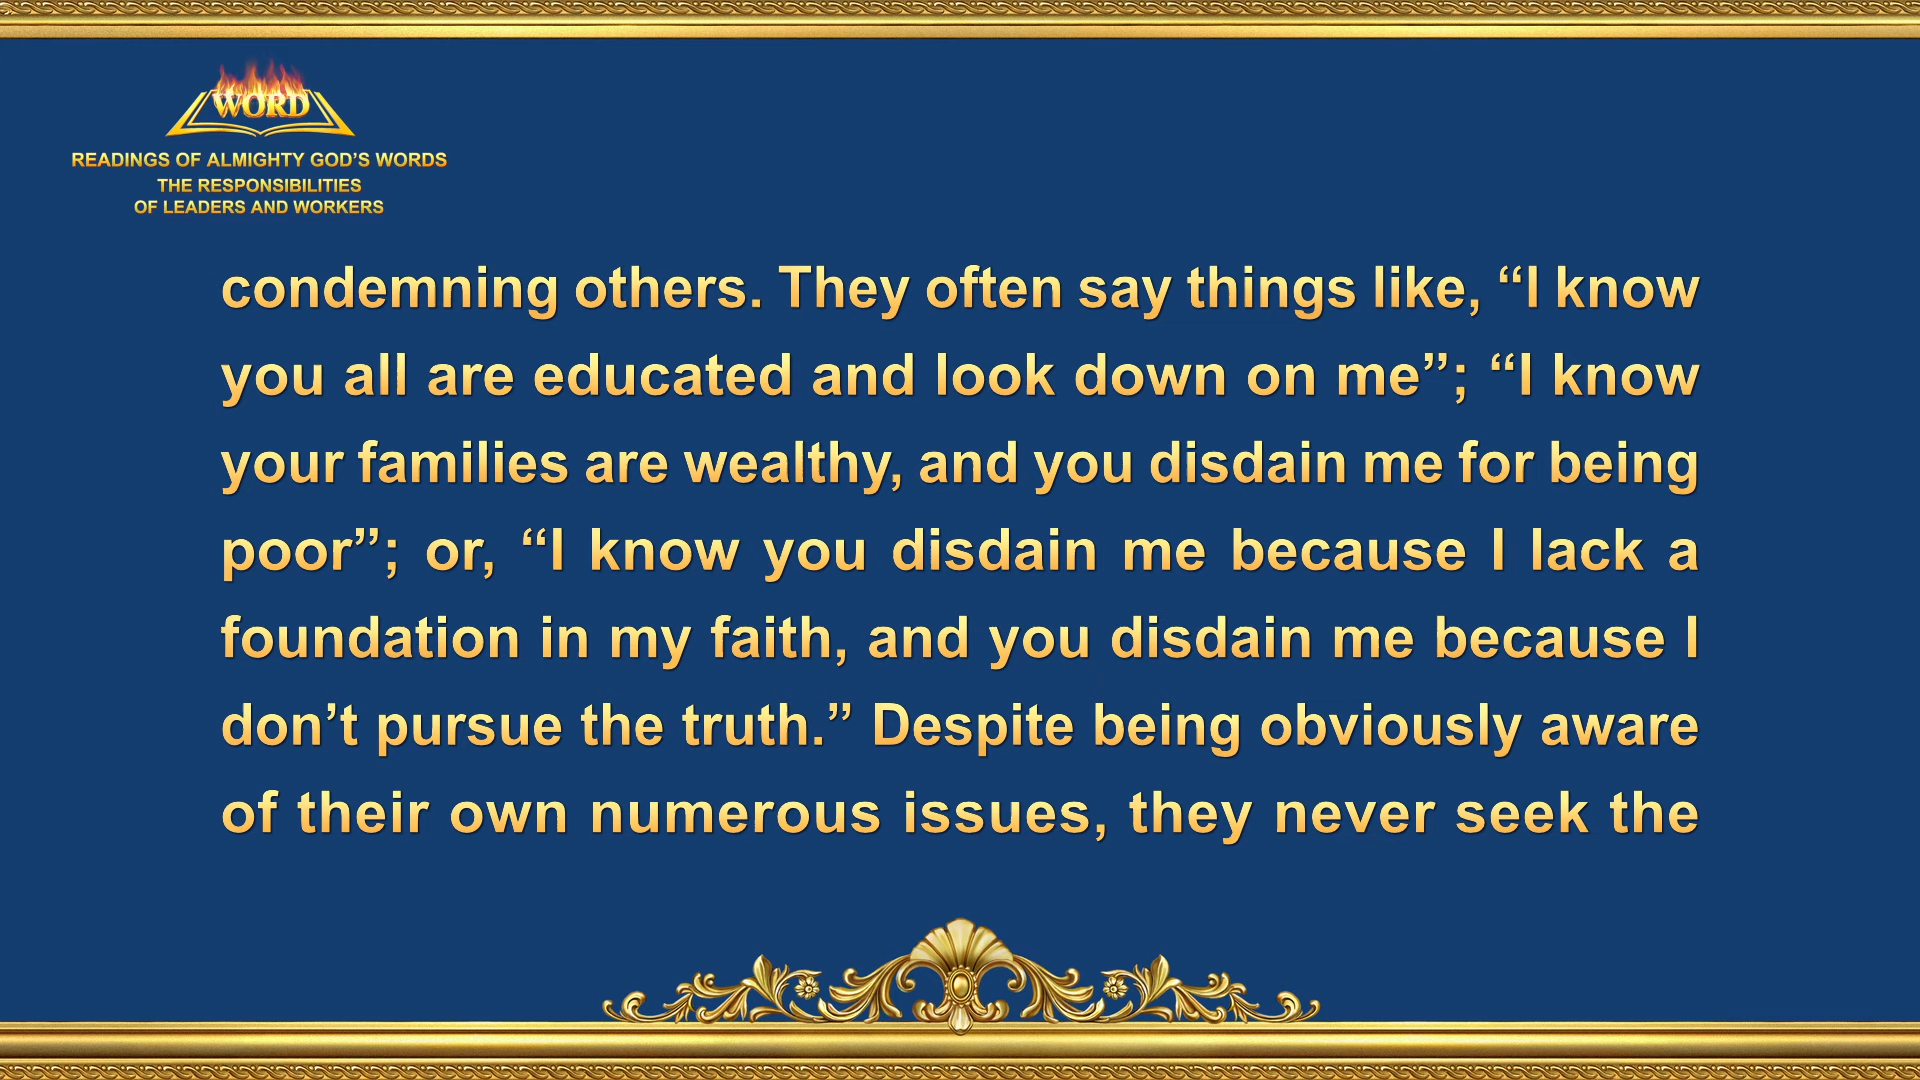 WORD
READINGS OF ALMIGHTY GOD’S WORDS
THE RESPONSIBILITIES
OF LEADERS AND WORKERS
condemning others. They often say things like, “I know
you all are educated and look down on me”; “I know
your families are wealthy, and you disdain me for being
poor”; or, “I know you disdain me because I lack a
foundation in my faith, and you disdain me because I
don’t pursue the truth.” Despite being obviously aware
of their own numerous issues, they never seek the